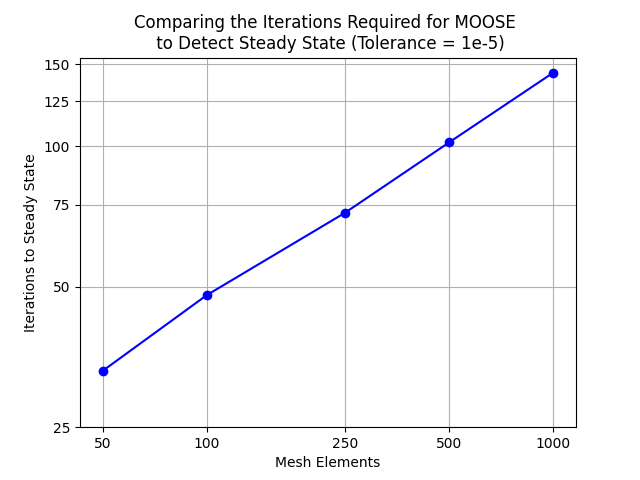 Comparing the Iterations Required for MOOSE
to Detect Steady State (Tolerance = 1e-5)
150
125
100
75
50
25
Iterations to Steady State
50 100 250 500 1000
Mesh Elements